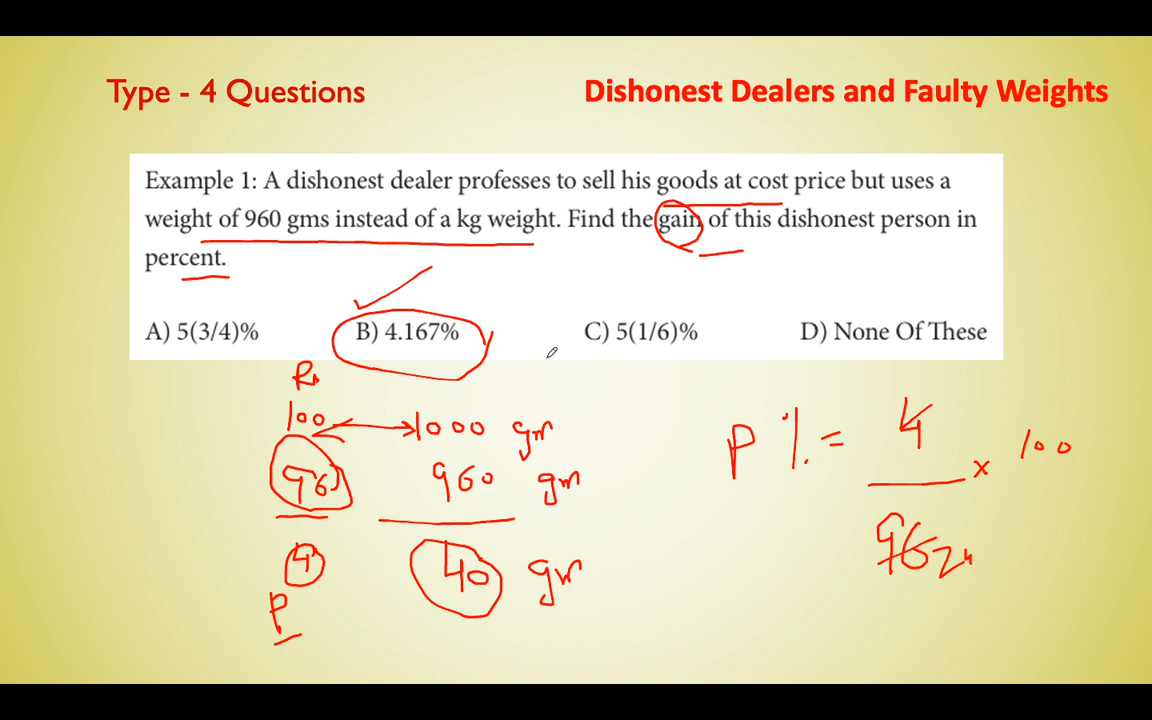 Type - 4 Questions
Dishonest Dealers and Faulty Weights
Example 1: A dishonest dealer professes to sell his goods at cost price but uses a
weight of 960 gms instead of a kg weight. Find the gain of this dishonest person in
percent.
A) 5(3/4)% B) 4.167% C) 5(1/6)% D) None Of These
Rs
100 1000 gm
96 960 gm
4 40 gm
P
P % = 4
x 100
96 24